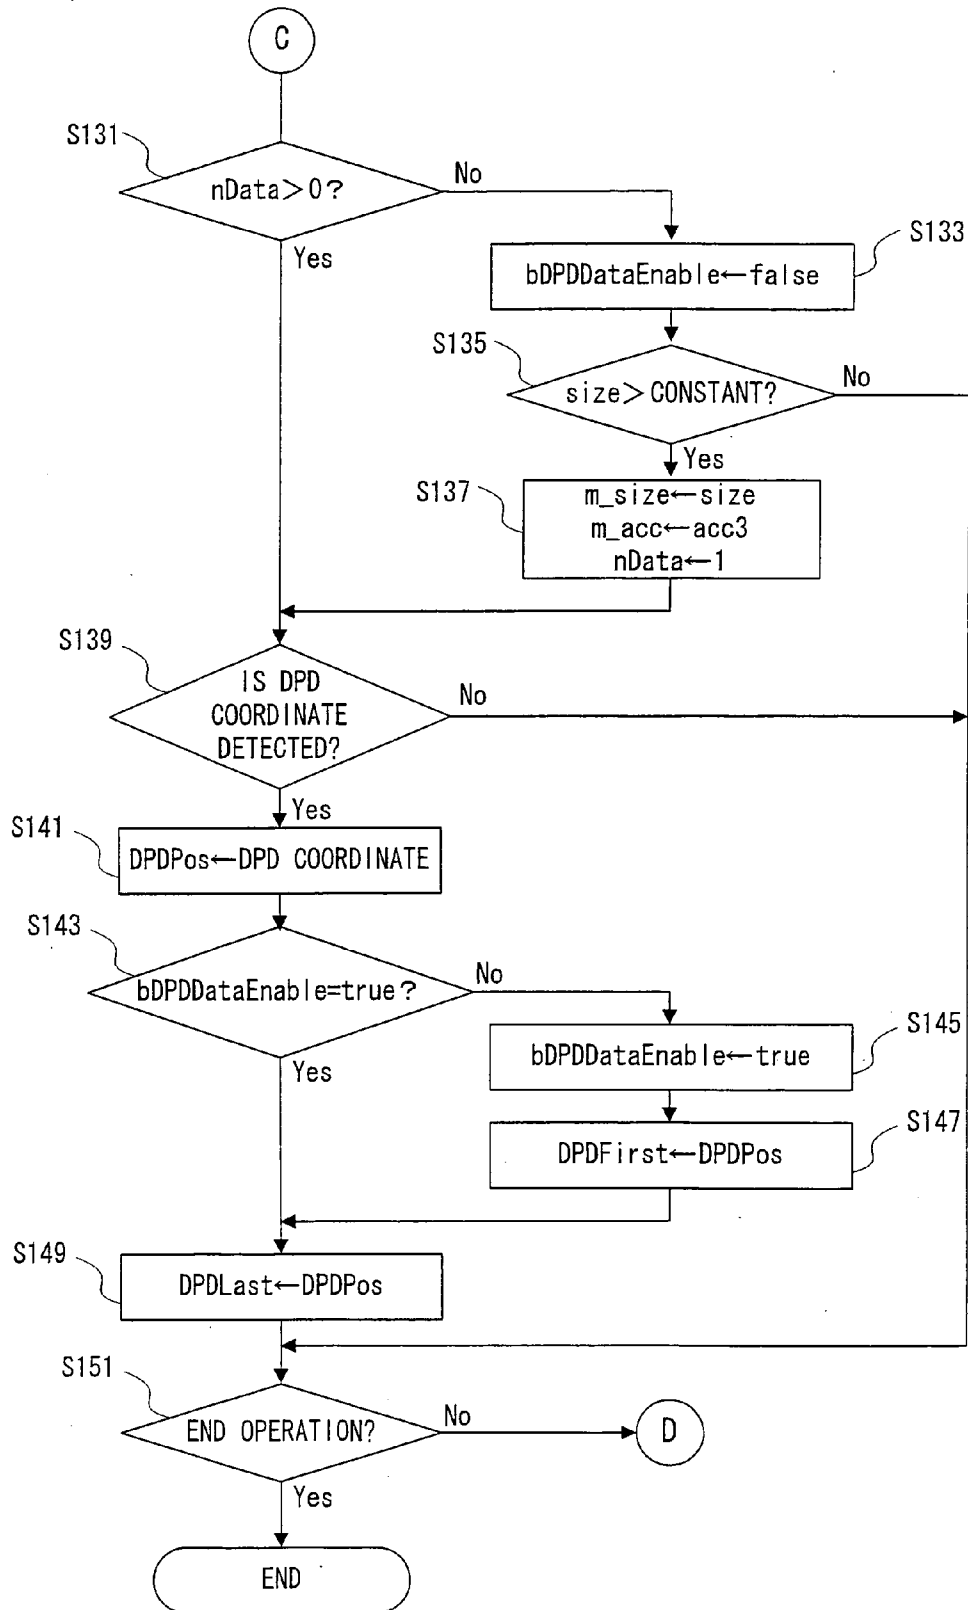 C
S131
nData>0?
No
Yes
S133
bDPDDataEnable←false
S135
size>CONSTANT?
No
Yes
S137
m_size←size
m_acc←acc3
nData←1
S139
IS DPD
COORDINATE
DETECTED?
No
Yes
S141
DPDPos←DPD COORDINATE
S143
bDPDDataEnable=true?
No
Yes
S145
bDPDDataEnable←true
S147
DPDFirst←DPDPos
S149
DPDLast←DPDPos
S151
END OPERATION?
No
D
Yes
END